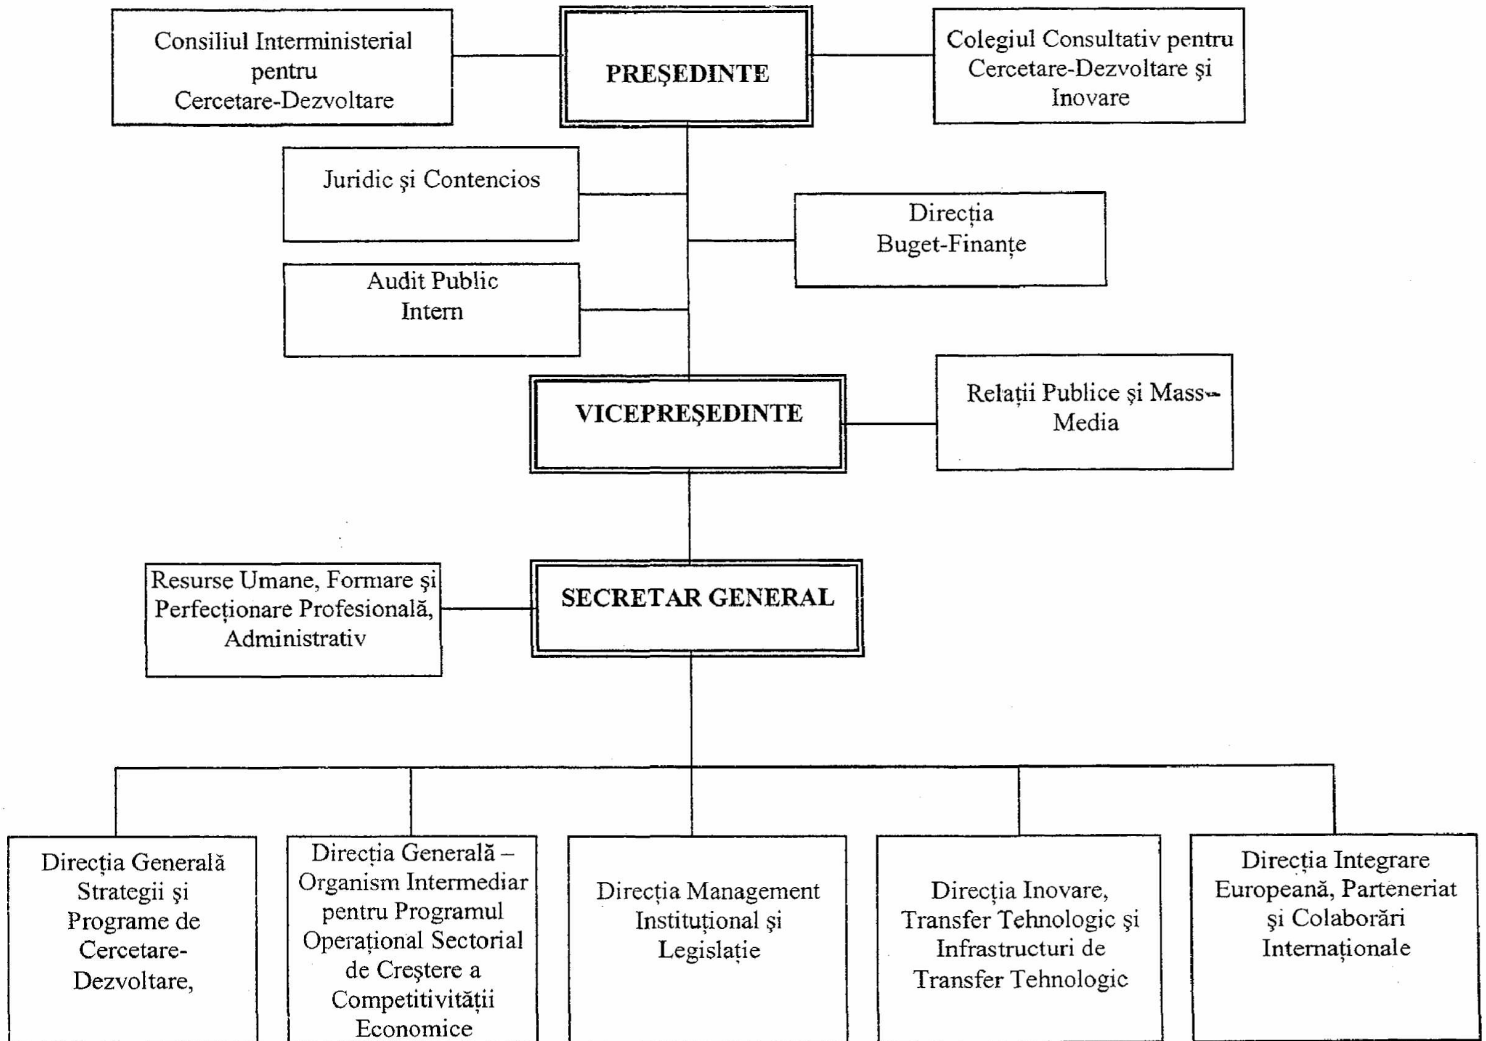 Consiliul Interministerial
pentru
Cercetare-Dezvoltare
PREŞEDINTE
Colegiul Consultativ pentru
Cercetare-Dezvoltare şi
Inovare
Juridic şi Contencios
Direcţia
Buget-Finanţe
Audit Public
Intern
VICEPREŞEDINTE
Relaţii Publice şi Mass-
Media
Resurse Umane, Formare şi
Perfecţionare Profesională,
Administrativ
SECRETAR GENERAL
Direcţia Generală
Strategii şi
Programe de
Cercetare-
Dezvoltare,
Direcţia Generală –
Organism Intermediar
pentru Programul
Operaţional Sectorial
de Creştere a
Competitivităţii
Economice
Direcţia Management
Instituţional şi
Legislaţie
Direcţia Inovare,
Transfer Tehnologic şi
Infrastructuri de
Transfer Tehnologic
Direcţia Integrare
Europeană, Parteneriat
şi Colaborări
Internaţionale